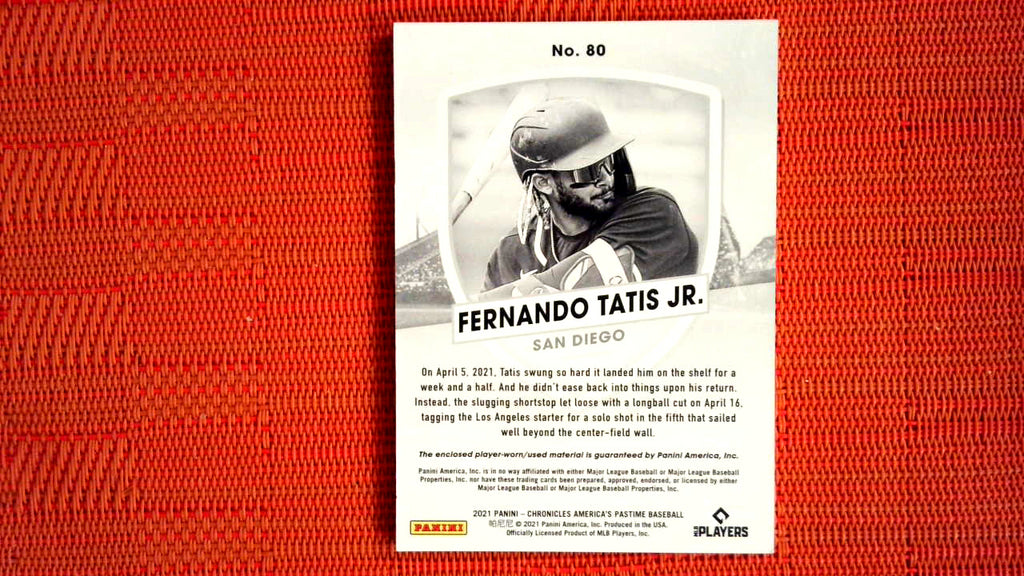 No. 80
FERNANDO TATIS JR.
SAN DIEGO
On April 5, 2021, Tatis swung so hard it landed him on the shelf for a
week and a half. And he didn't ease back into things upon his return.
Instead, the slugging shortstop let loose with a longball cut on April 16,
tagging the Los Angeles starter for a solo shot in the fifth that sailed
well beyond the center-field wall.
The enclosed player-worn/used material is guaranteed by Panini America, Inc.
Panini America, Inc. is in no way affiliated with either Major League Baseball or Major League Baseball
Properties, Inc. nor have these trading cards been prepared, approved, endorsed, or licensed by either
Major League Baseball or Major League Baseball Properties, Inc.
2021 PANINI – CHRONICLES AMERICA'S PASTIME BASEBALL
帕尼尼 © 2021 Panini America, Inc. Produced in the USA.
Officially Licensed Product of MLB Players, Inc.
PANINI
MLB PLAYERS